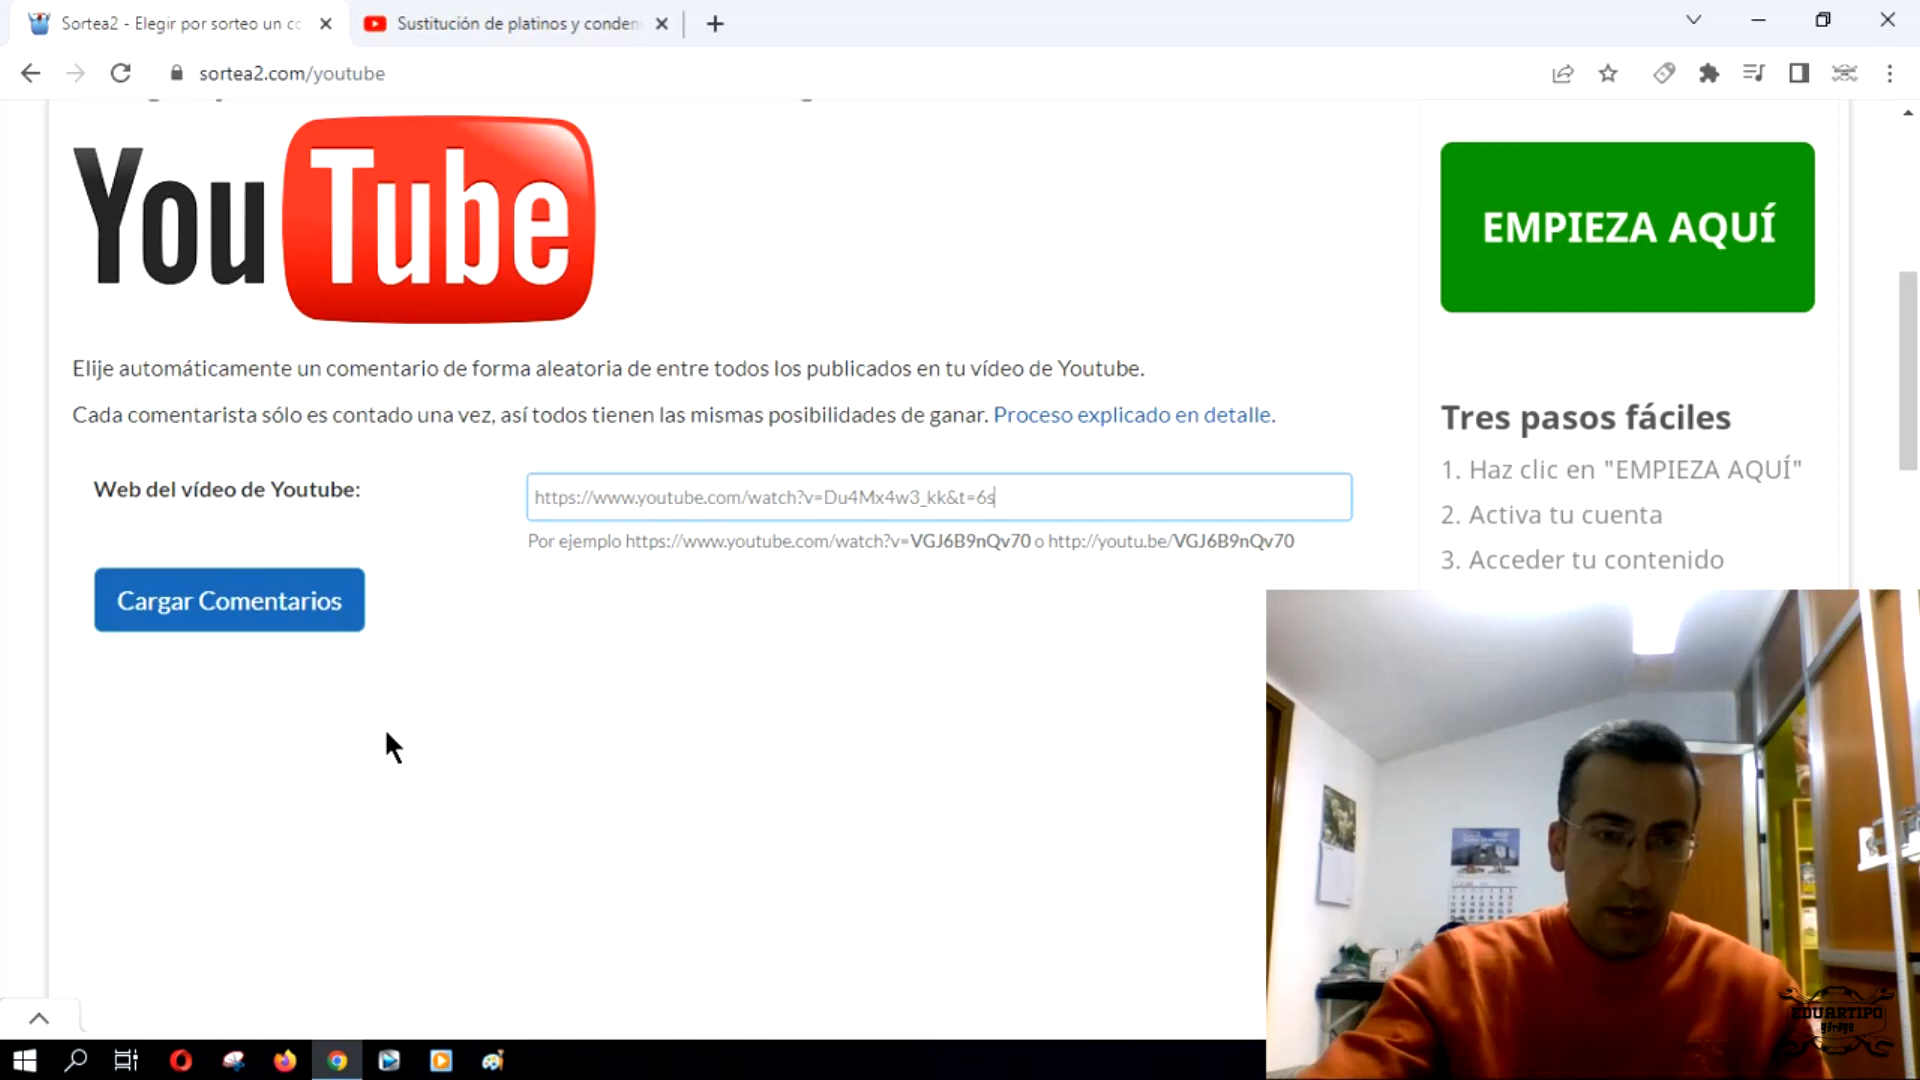 Sortea2 - Elegir por sorteo un co
Sustitución de platinos y conden
sortea2.com/youtube
YouTube
EMPIEZA AQUÍ
Elije automáticamente un comentario de forma aleatoria de entre todos los publicados en tu vídeo de Youtube.
Cada comentarista sólo es contado una vez, así todos tienen las mismas posibilidades de ganar. Proceso explicado en detalle.
Tres pasos fáciles
1. Haz clic en "EMPIEZA AQUÍ"
2. Activa tu cuenta
3. Acceder tu contenido
Web del vídeo de Youtube:
https://www.youtube.com/watch?v=Du4Mx4w3_kk&t=6s
Por ejemplo https://www.youtube.com/watch?v=VGJ6B9nQv70 o http://youtu.be/VGJ6B9nQv70
Cargar Comentarios
EDUARTIPO
garage